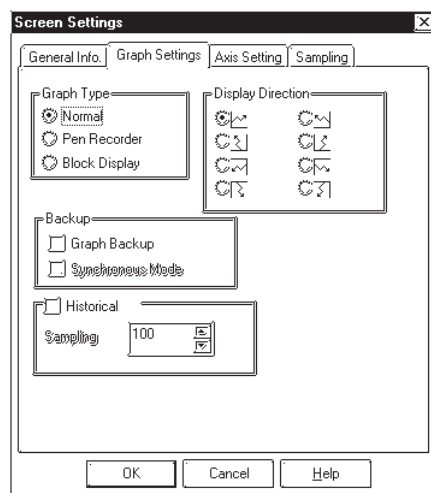 Screen Settings
General Info. Graph Settings Axis Setting Sampling
Graph Type
Normal
Pen Recorder
Block Display
Display Direction
Backup
Graph Backup
Synchronous Mode
Historical
Sampling 100
OK Cancel Help